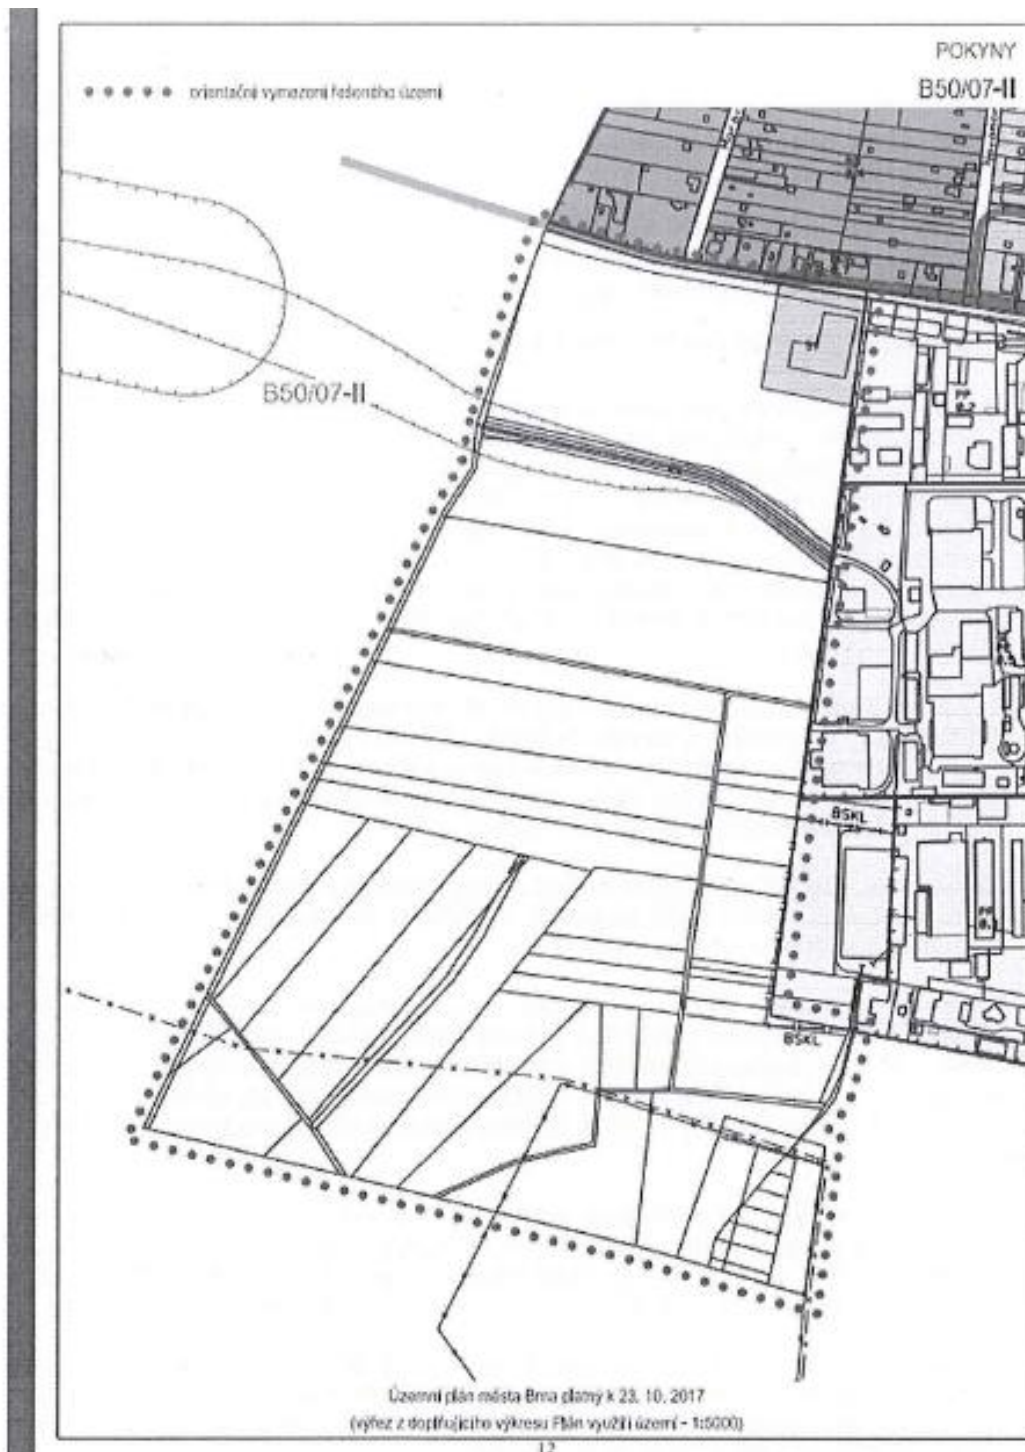 POKYNY
B50/07-II
orientační vymezení řešeného území
B50/07-II
BSKL
BSKL
Územní plán města Brna platný k 23. 10. 2017
(výřez z doplňujícího výkresu Plán využití území - 1:5000)
12